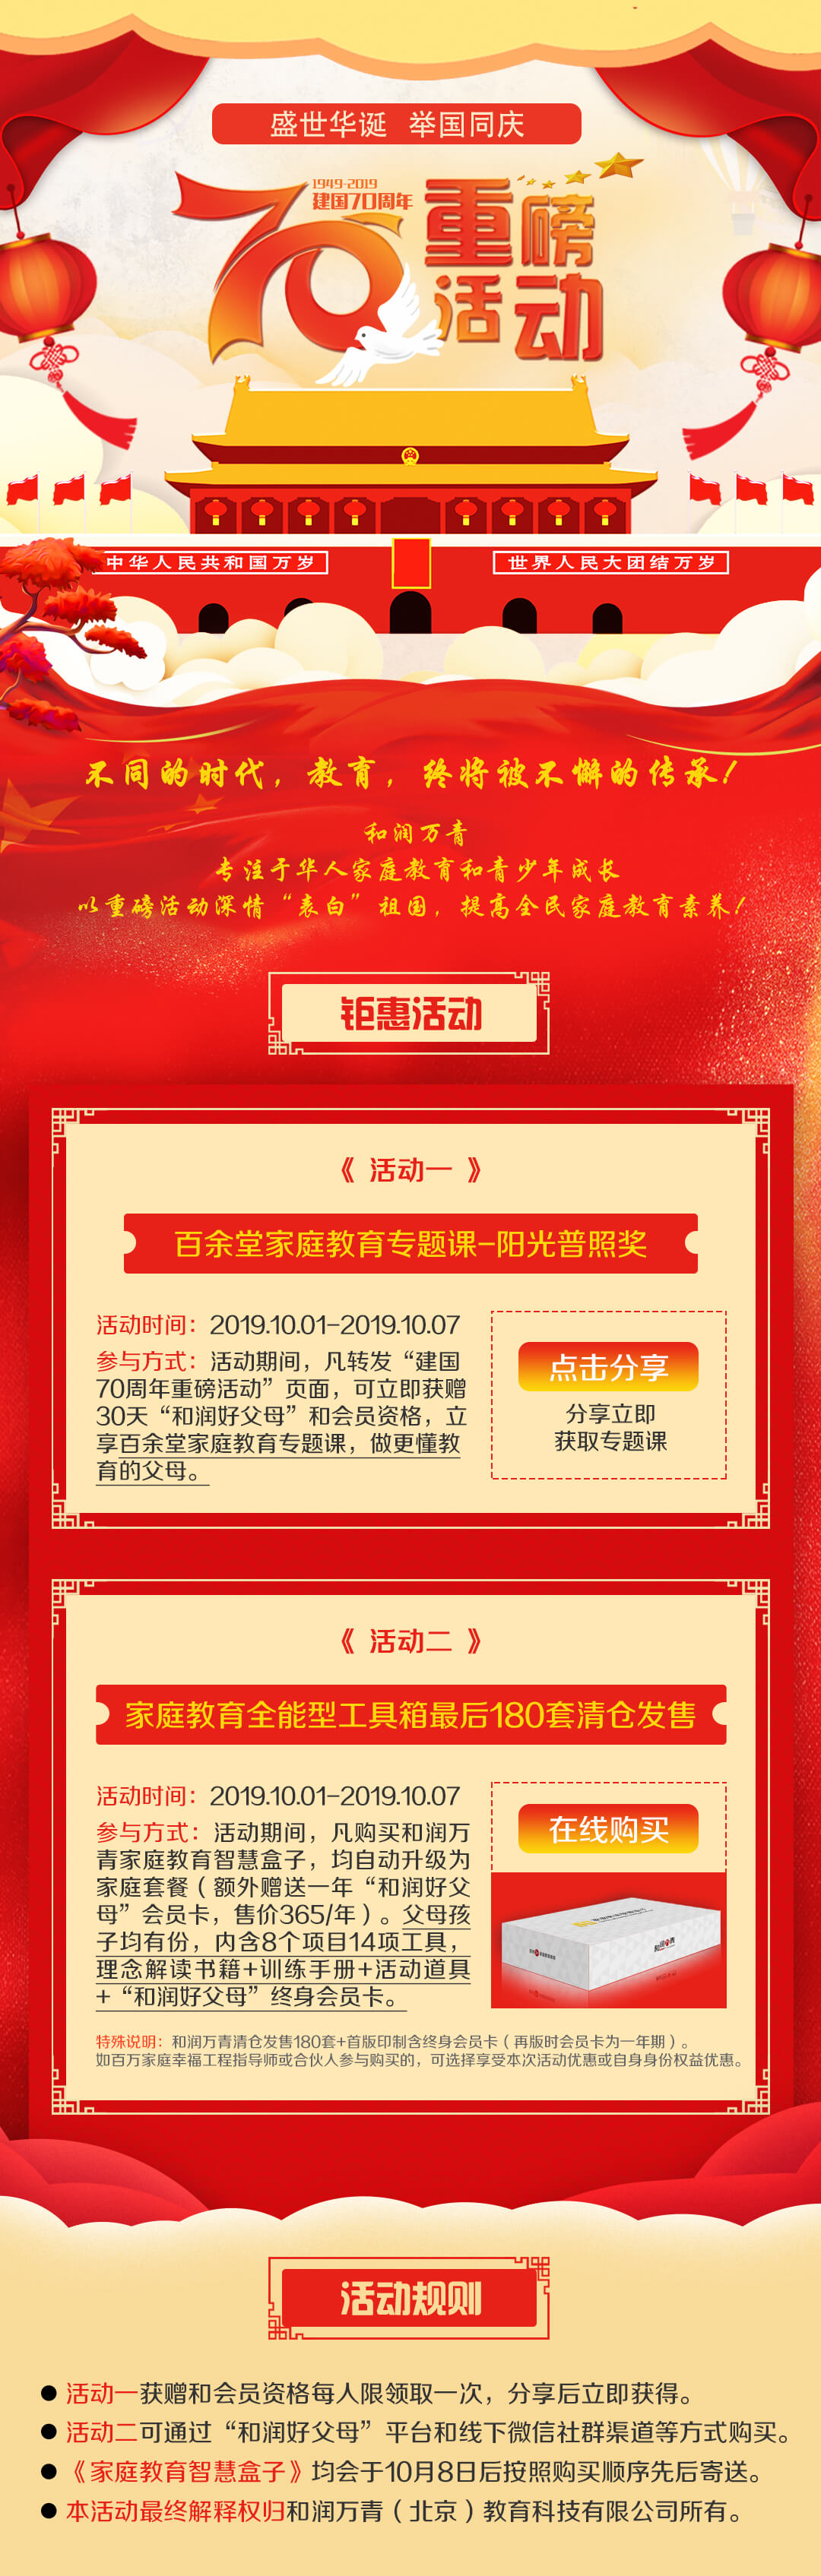 盛世华诞 举国同庆
1949-2019
建国70周年
70
重磅
活动
中华人民共和国万岁
世界人民大团结万岁
不同的时代，教育，终将被不懈的传承！
和润万青
专注于华人家庭教育和青少年成长
以重磅活动深情“表白”祖国，提高全民家庭教育素养！
钜惠活动
《 活动一 》
百余堂家庭教育专题课-阳光普照奖
活动时间：2019.10.01-2019.10.07
参与方式：活动期间，凡转发“建国
70周年重磅活动”页面，可立即获赠
30天“和润好父母”和会员资格，立
享百余堂家庭教育专题课，做更懂教
育的父母。
点击分享
分享立即
获取专题课
《 活动二 》
家庭教育全能型工具箱最后180套清仓发售
活动时间：2019.10.01-2019.10.07
参与方式：活动期间，凡购买和润万
青家庭教育智慧盒子，均自动升级为
家庭套餐（额外赠送一年“和润好父
母”会员卡，售价365/年）。父母孩
子均有份，内含8个项目14项工具，
理念解读书籍+训练手册+活动道具
+“和润好父母”终身会员卡。
在线购买
特殊说明：和润万青清仓发售180套+首版印制含终身会员卡（再版时会员卡为一年期）。
如百万家庭幸福工程指导师或合伙人参与购买的，可选择享受本次活动优惠或自身身份权益优惠。
活动规则
● 活动一获赠和会员资格每人限领取一次，分享后立即获得。
● 活动二可通过“和润好父母”平台和线下微信社群渠道等方式购买。
● 《家庭教育智慧盒子》均会于10月8日后按照购买顺序先后寄送。
● 本活动最终解释权归和润万青（北京）教育科技有限公司所有。